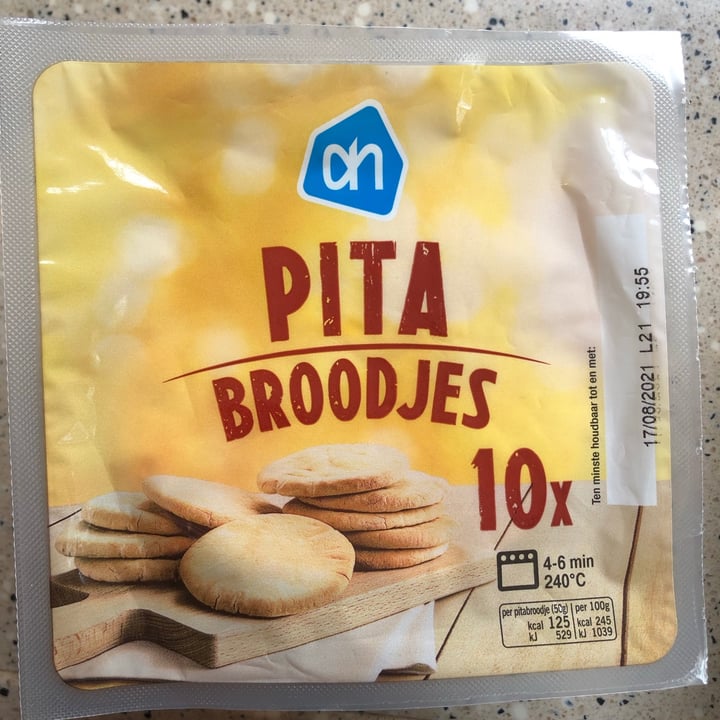 ah
PITA
BROODJES
10x
Ten minste houdbaar tot en met:
17/08/2021 L21 19:55
4-6 min
240°C
per pitabroodje (50g) per 100g
kcal 125 kcal 245
kJ 529 kJ 1039